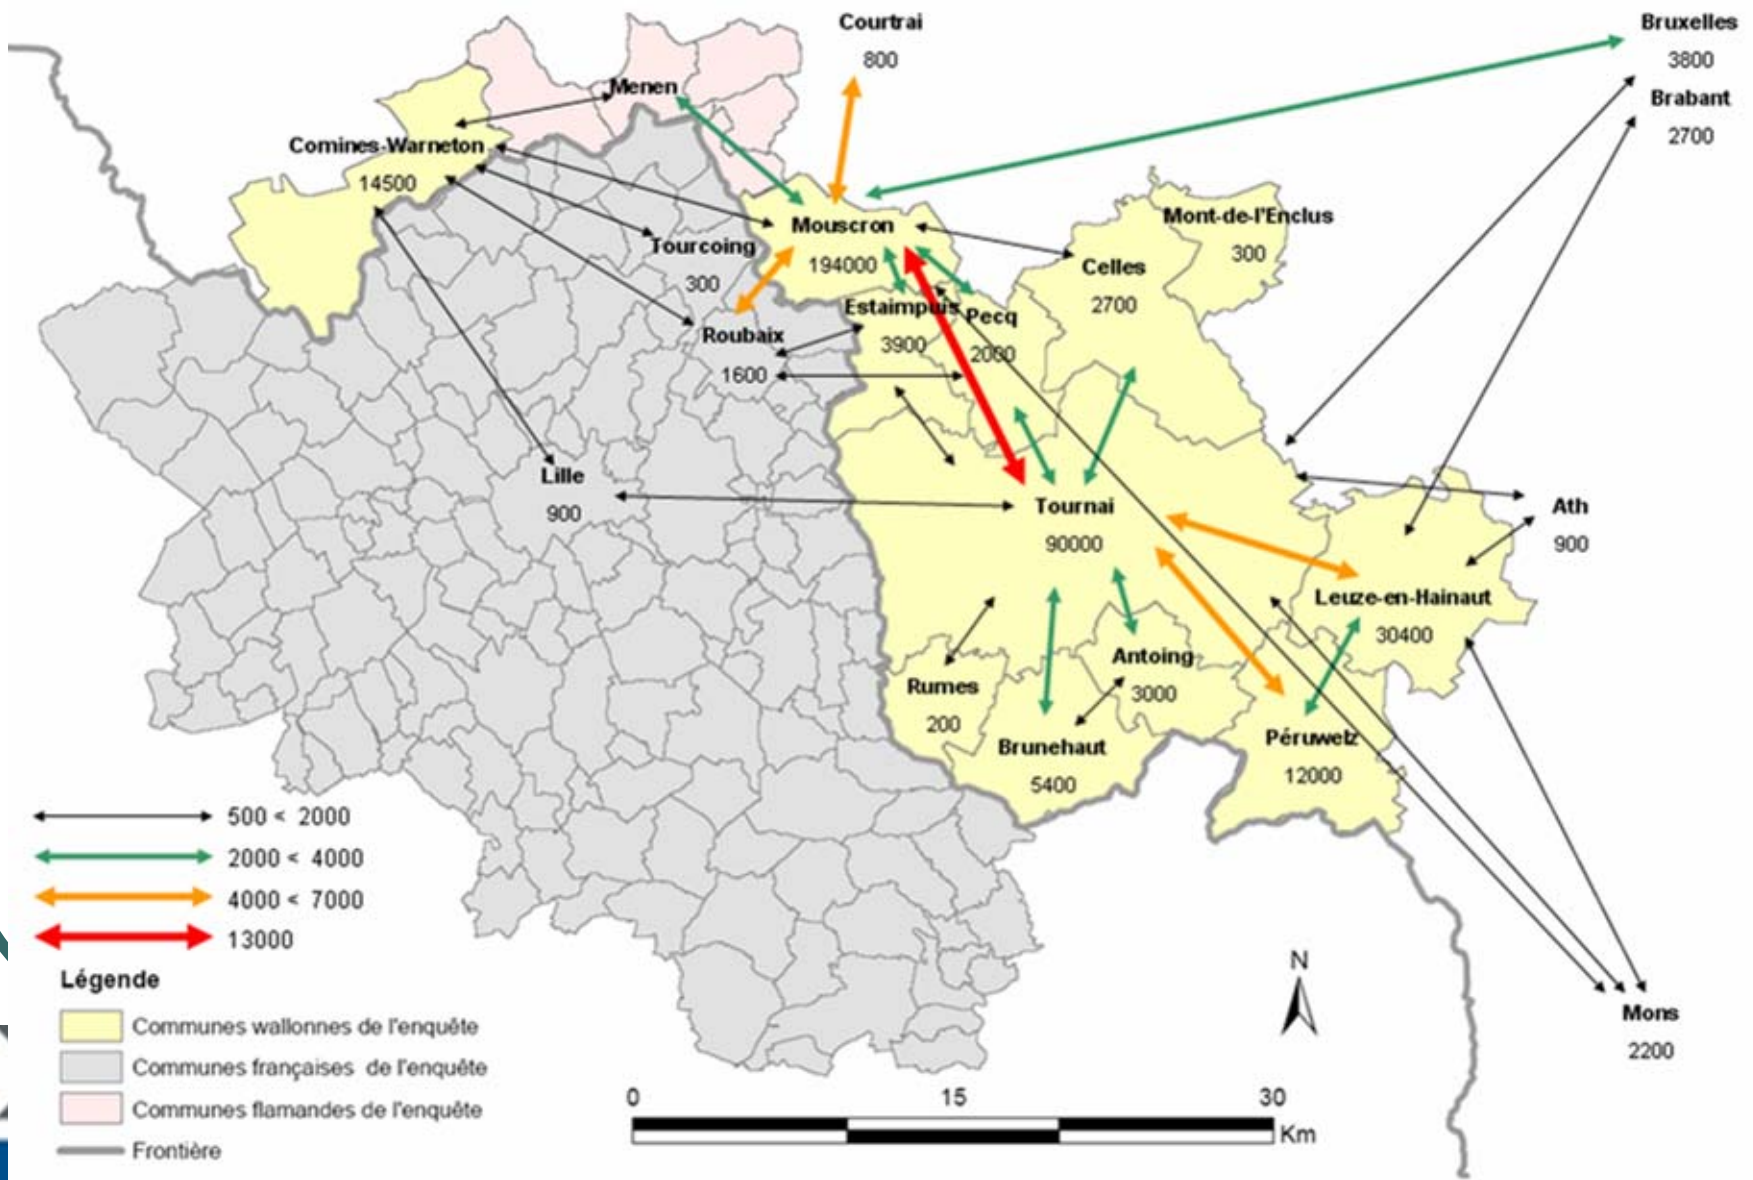 Courtrai
800
Bruxelles
3800
Brabant
2700
Menen
Comines-Warneton
14500
Mouscron
194000
Mont-de-l'Enclus
300
Tourcoing
300
Celles
2700
Estaimpuis
3900
Pecq
2000
Roubaix
1600
Lille
900
Tournai
90000
Ath
900
Leuze-en-Hainaut
30400
Rumes
200
Antoing
3000
Brunehaut
5400
Péruwelz
12000
500 < 2000
2000 < 4000
4000 < 7000
13000
Légende
Communes wallonnes de l'enquête
Communes françaises de l'enquête
Communes flamandes de l'enquête
Frontière
N
Mons
2200
0 15 30
Km